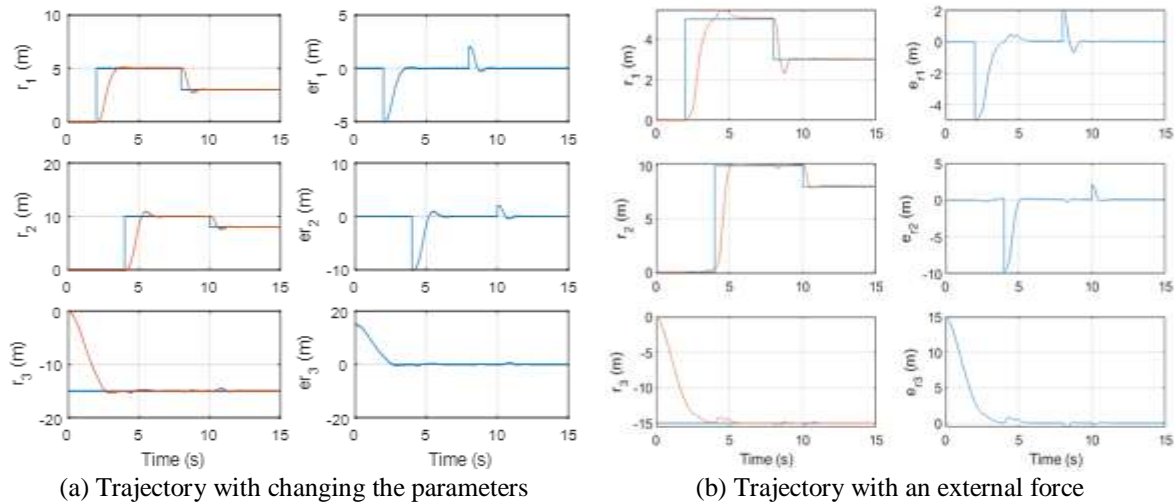 r1 (m)
10
5
0
0 5 10 15
er1 (m)
5
0
-5
0 5 10 15
r2 (m)
20
10
0
0 5 10 15
er2 (m)
10
0
-10
0 5 10 15
r3 (m)
0
-10
-20
0 5 10 15
Time (s)
er3 (m)
20
0
20
0 5 10 15
Time (s)
(a) Trajectory with changing the parameters
r1 (m)
4
2
0
0 5 10 15
er1 (m)
2
0
-2
-4
0 5 10 15
r2 (m)
10
5
0
0 5 10 15
er2 (m)
5
0
-5
-10
0 5 10 15
r3 (m)
0
-5
-10
-15
0 5 10 15
Time (s)
er3 (m)
15
10
5
0
0 5 10 15
Time (s)
(b) Trajectory with an external force